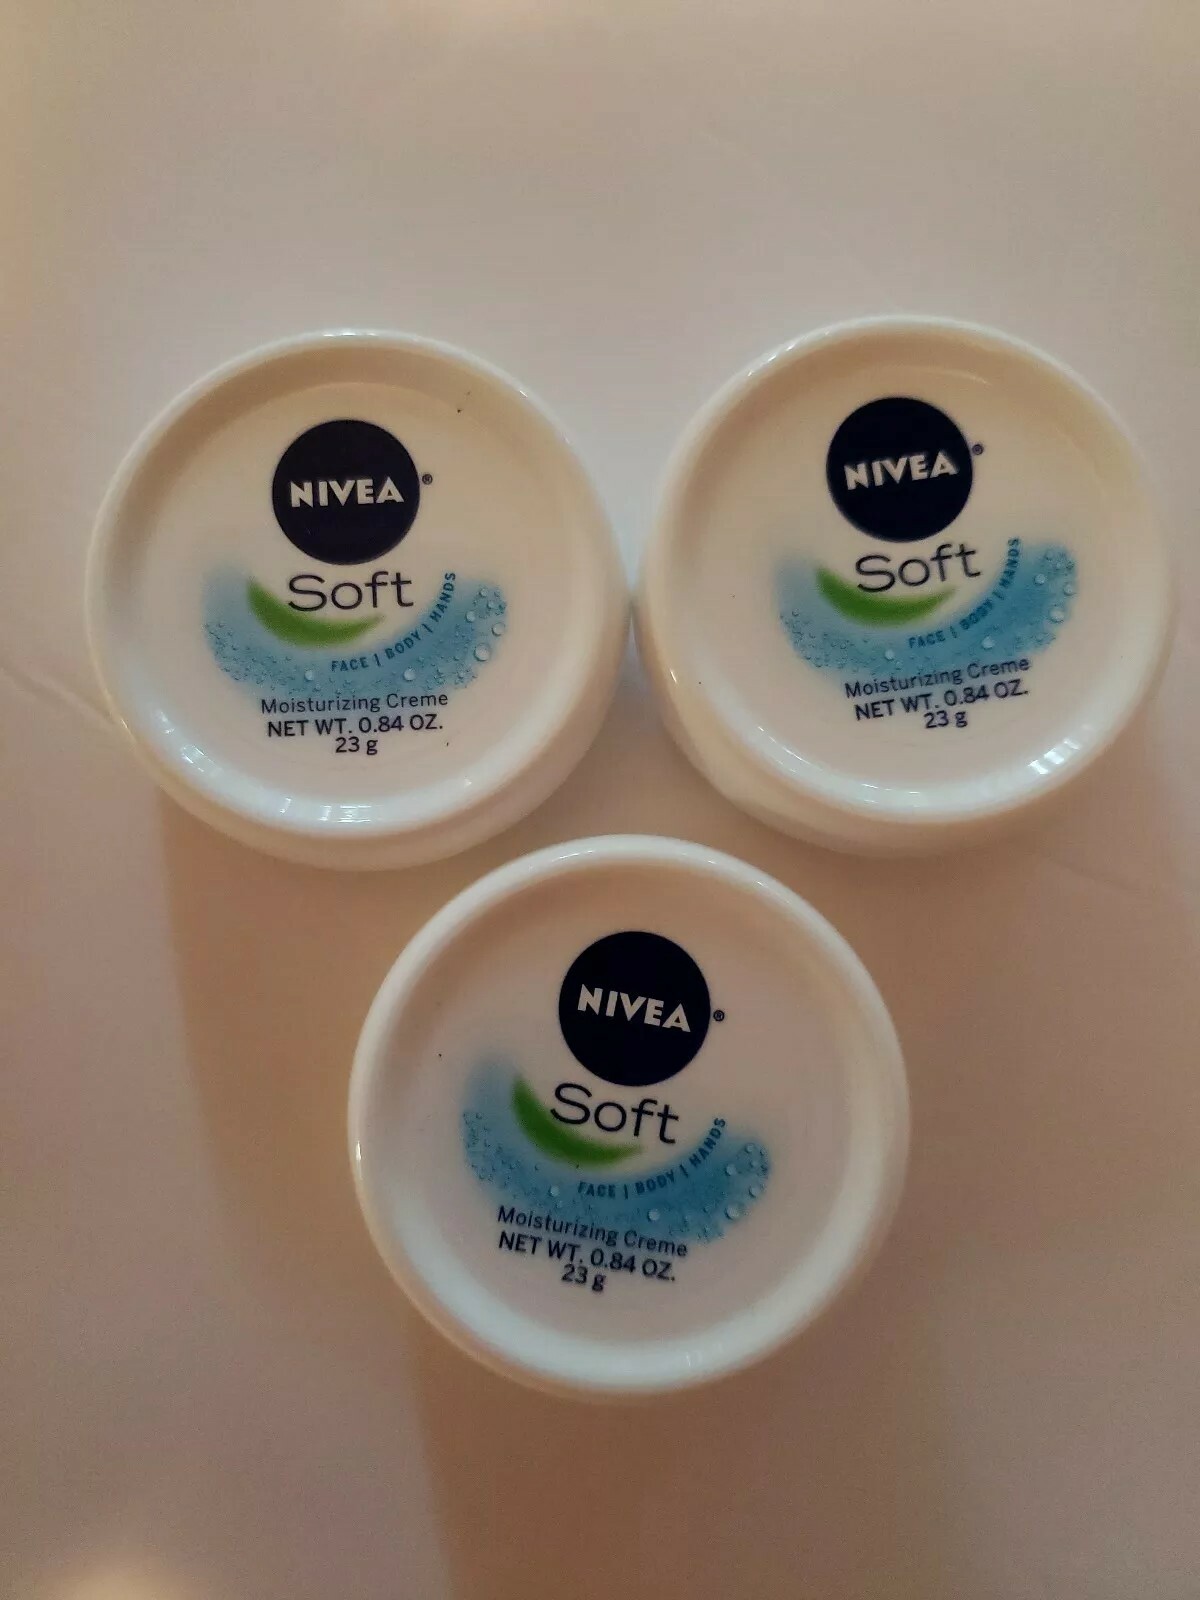 NIVEA®
Soft
FACE | BODY | HANDS
Moisturizing Creme
NET WT. 0.84 OZ.
23 g
NIVEA®
Soft
FACE | BODY | HANDS
Moisturizing Creme
NET WT. 0.84 OZ.
23 g
NIVEA®
Soft
FACE | BODY | HANDS
Moisturizing Creme
NET WT. 0.84 OZ.
23 g